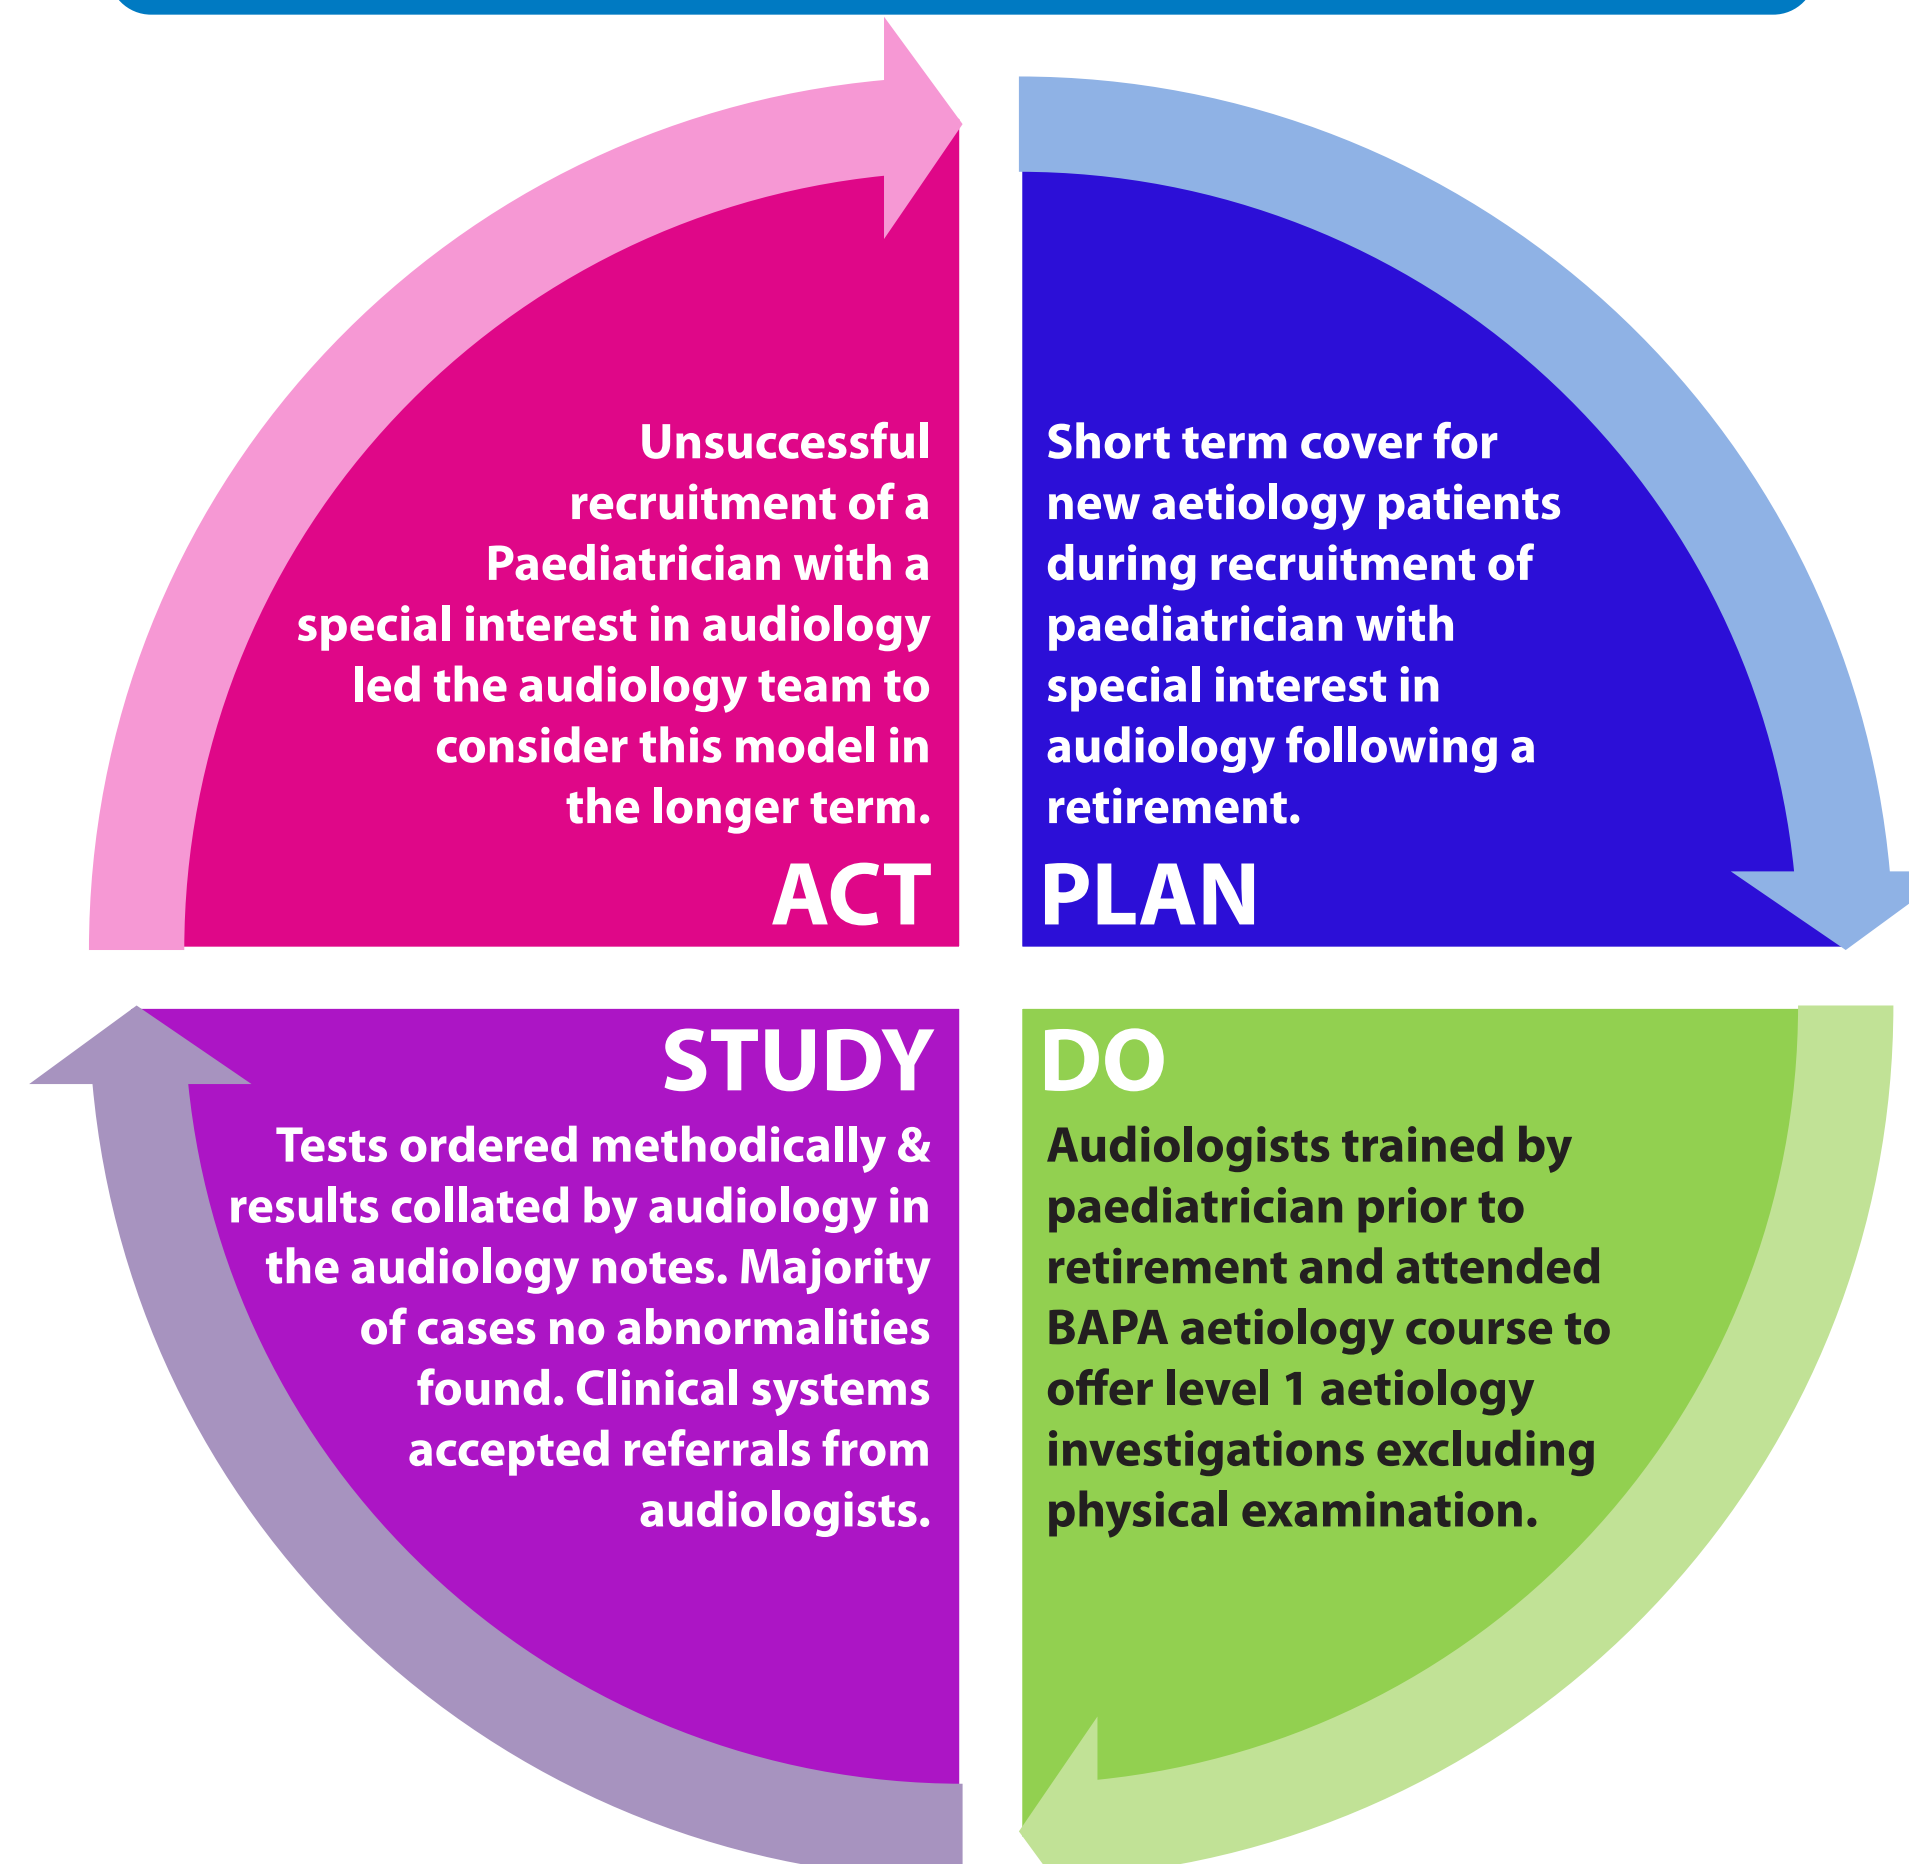 Unsuccessful
recruitment of a
Paediatrician with a
special interest in audiology
led the audiology team to
consider this model in
the longer term.
ACT
Short term cover for
new aetiology patients
during recruitment of
paediatrician with
special interest in
audiology following a
retirement.
PLAN
STUDY
Tests ordered methodically &
results collated by audiology in
the audiology notes. Majority
of cases no abnormalities
found. Clinical systems
accepted referrals from
audiologists.
DO
Audiologists trained by
paediatrician prior to
retirement and attended
BAPA aetiology course to
offer level 1 aetiology
investigations excluding
physical examination.